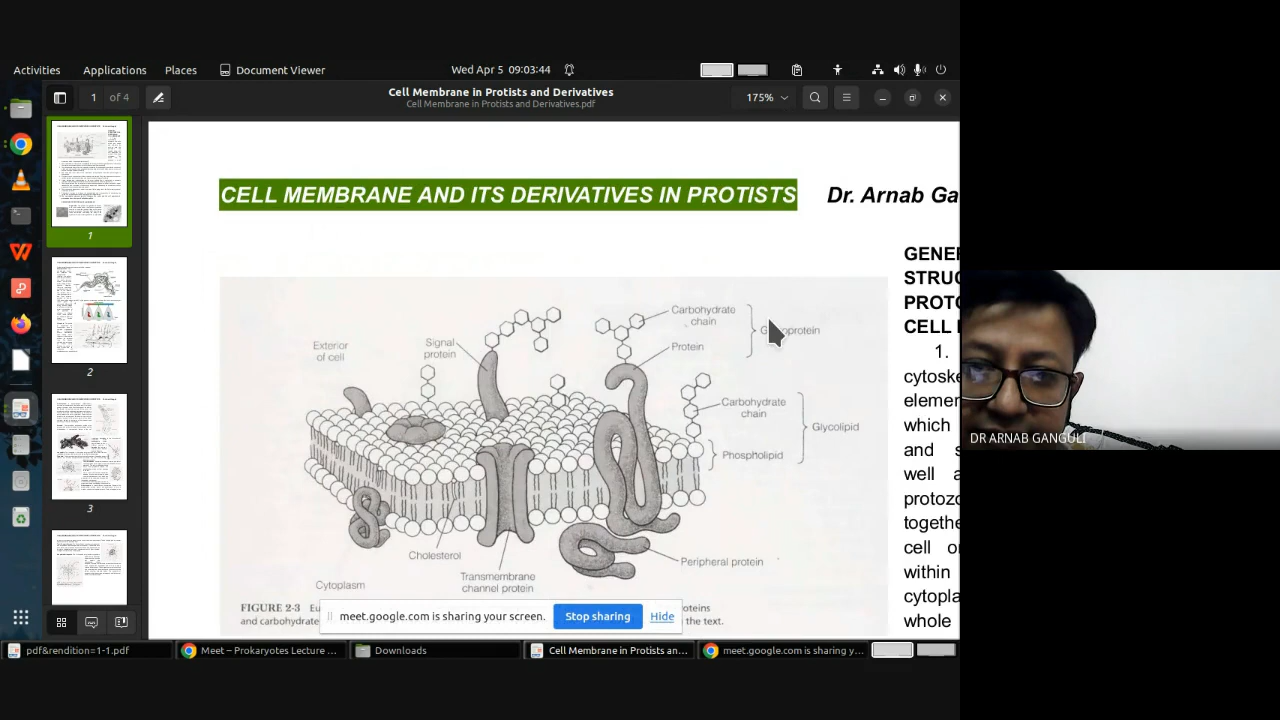 Activities Applications Places Document Viewer Wed Apr 5 09:03:44
1 of 4 Cell Membrane in Protists and Derivatives 175%
Cell Membrane in Protists and Derivatives.pdf
CELL MEMBRANE AND ITS DERIVATIVES IN PROTISTS Dr. Arnab Ga
1
2
3
Exterior
of cell
Signal
protein
Carbohydrate
chain
Protein
Carbohydrate
chain
Glycolipid
Phospholipid
Cholesterol
Transmembrane
channel protein
Peripheral protein
Cytoplasm
FIGURE 2-3 Eu
and carbohydrate the text.
GENE
STRU
PROTO
CELL
1.
cytoske
elemen
which
and s
well a
protozo
togethe
cell o
within
cytopla
whole
meet.google.com is sharing your screen. Stop sharing Hide
DR ARNAB GANGULI
pdf&rendition=1-1.pdf Meet – Prokaryotes Lecture ... Downloads Cell Membrane in Protists an... meet.google.com is sharing y...